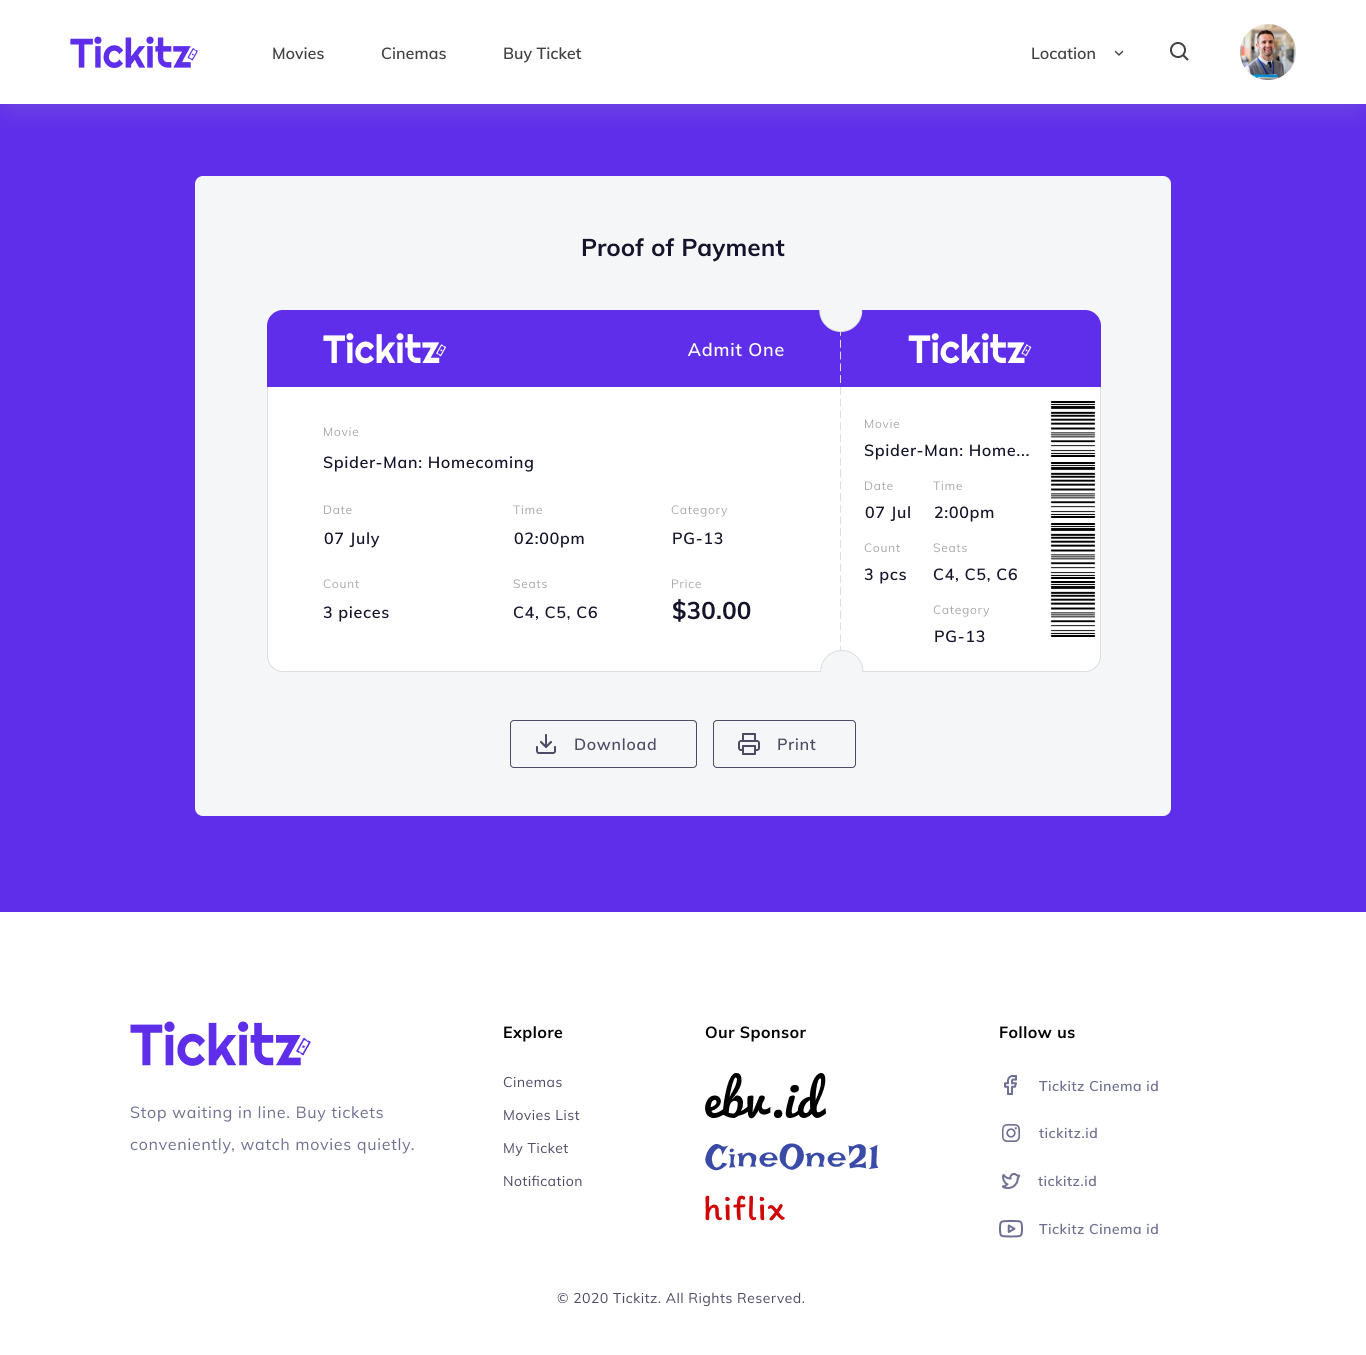 Tickitz
Movies
Cinemas
Buy Ticket
Location
Proof of Payment
Tickitz
Admit One
Movie
Spider-Man: Homecoming
Date
Time
Category
07 July
02:00pm
PG-13
Count
Seats
Price
3 pieces
C4, C5, C6
$30.00
Tickitz
Movie
Spider-Man: Home...
Date
Time
07 Jul
2:00pm
Count
Seats
3 pcs
C4, C5, C6
Category
PG-13
Download
Print
Tickitz
Stop waiting in line. Buy tickets
conveniently, watch movies quietly.
Explore
Cinemas
Movies List
My Ticket
Notification
Our Sponsor
ebv.id
CineOne21
hiflix
Follow us
Tickitz Cinema id
tickitz.id
tickitz.id
Tickitz Cinema id
© 2020 Tickitz. All Rights Reserved.